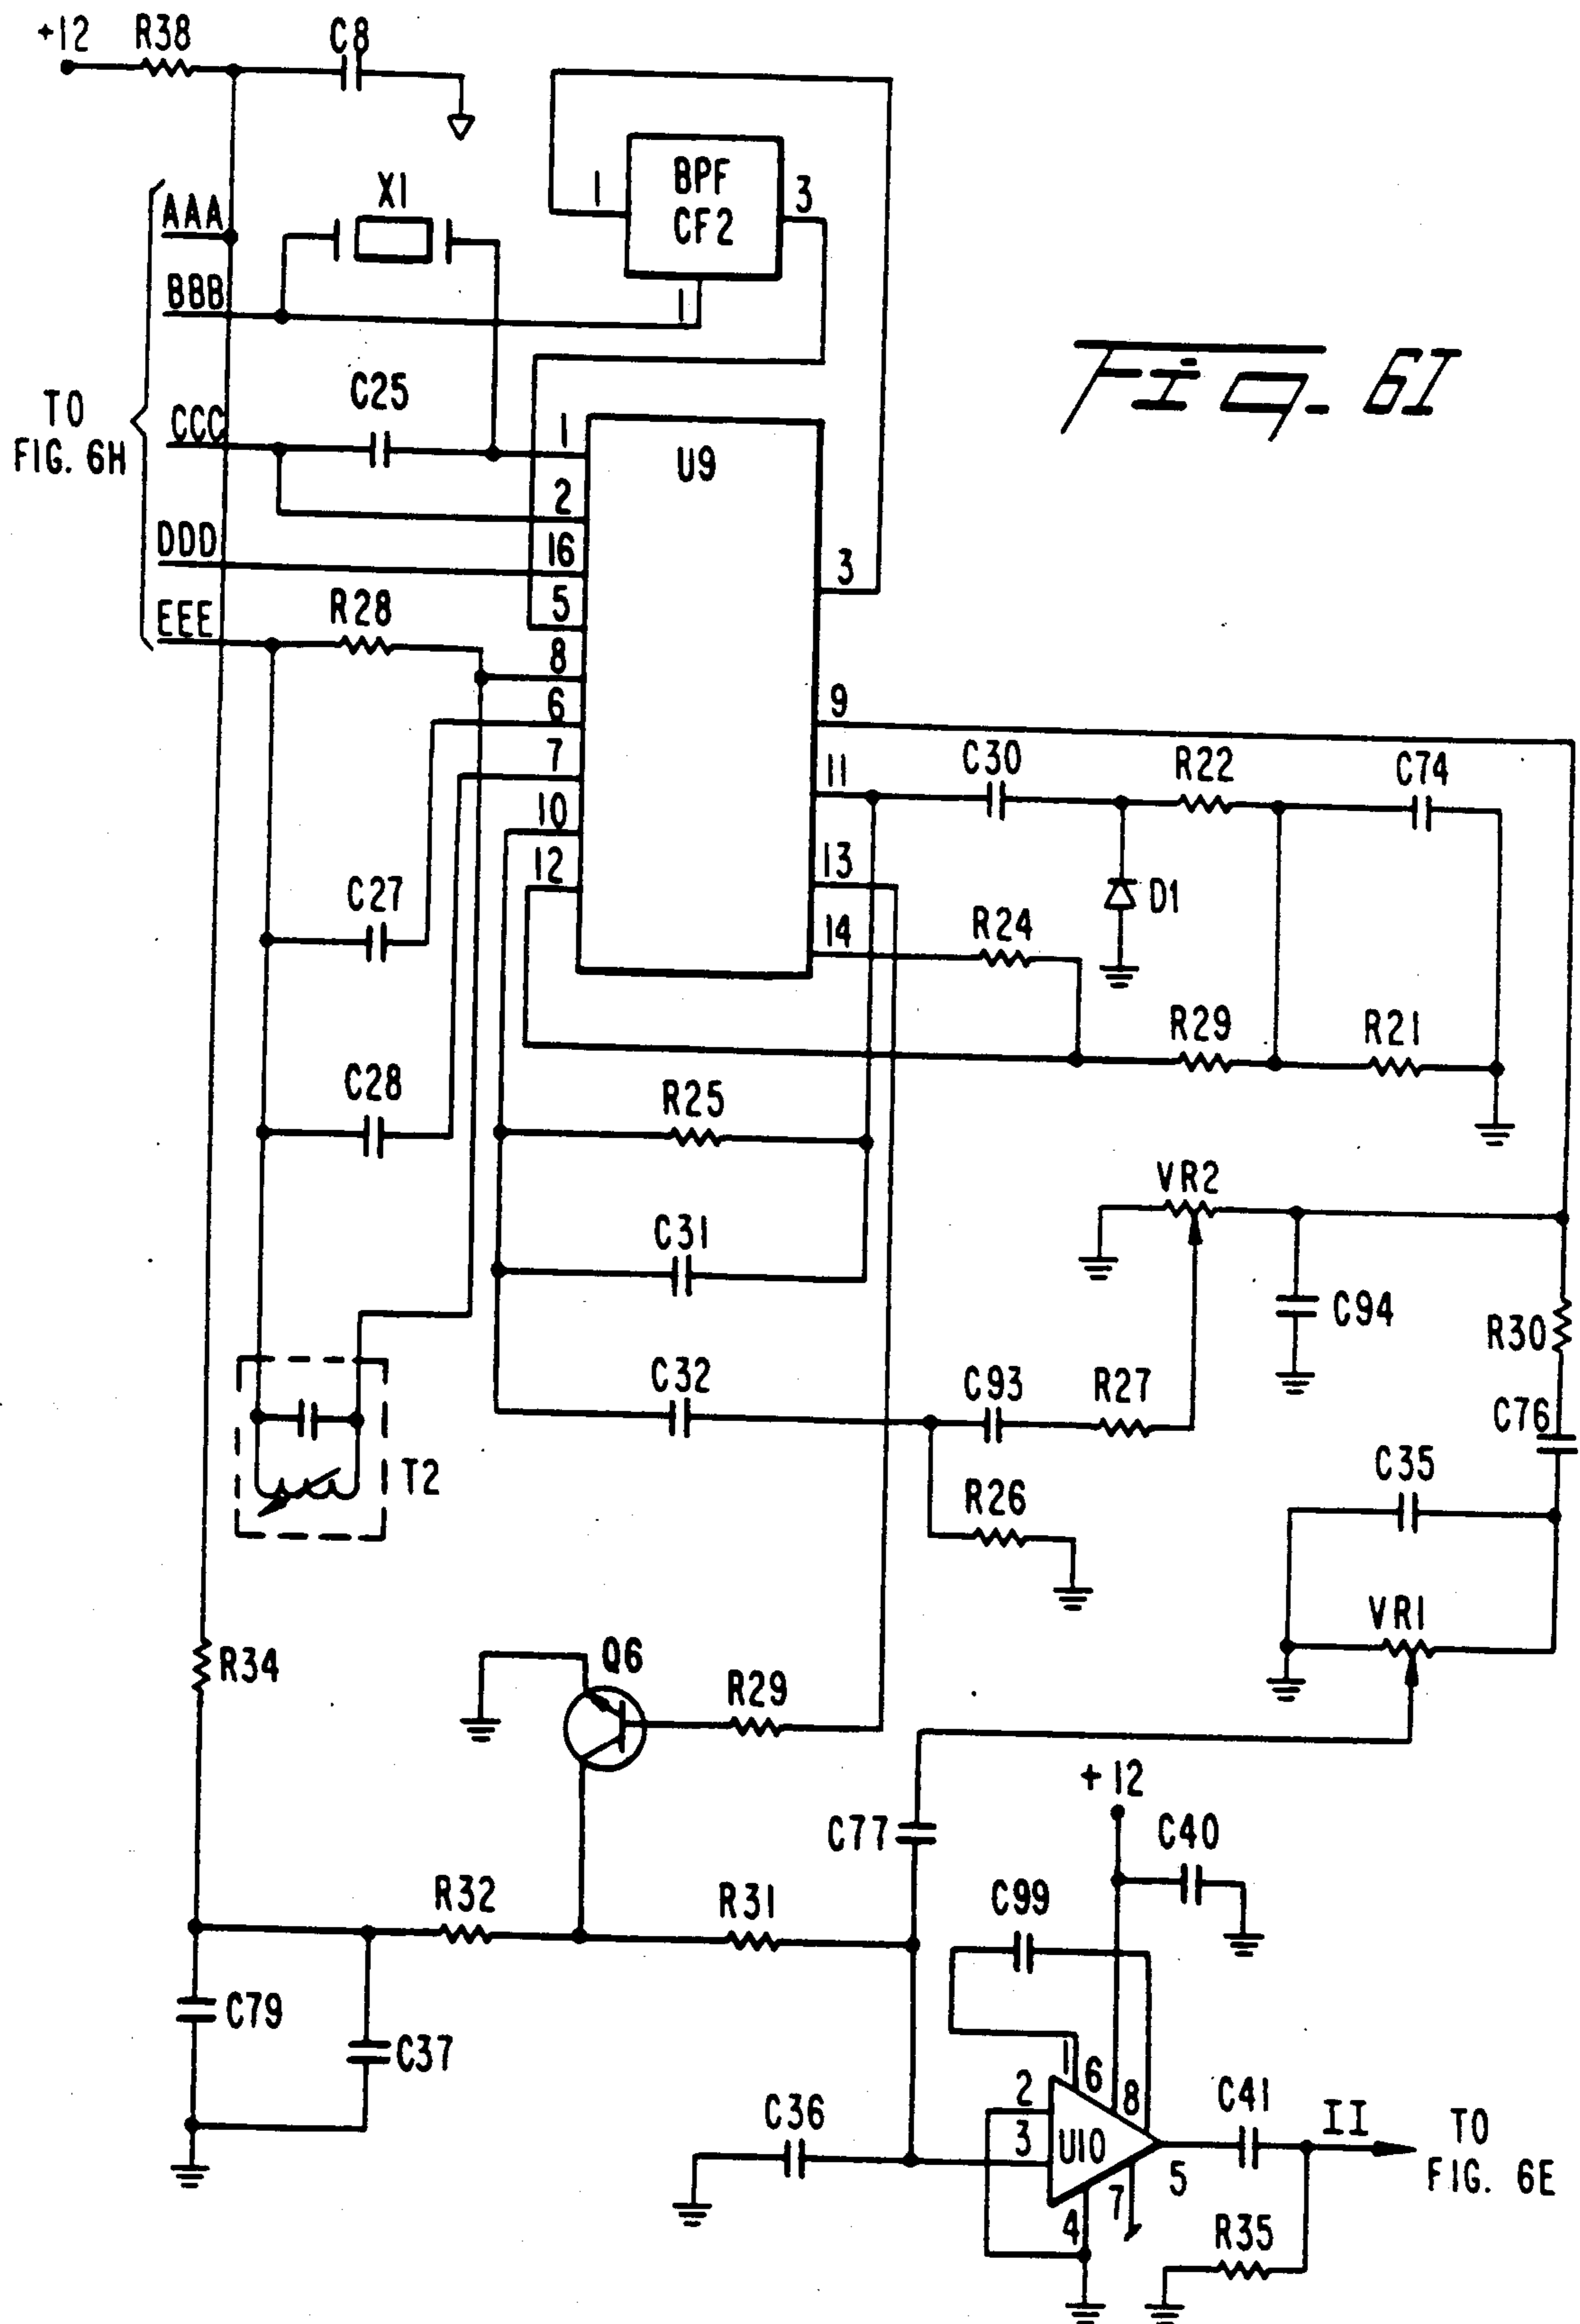 +12
R38
C8
AAA
X1
BPF
CF2
1
3
1
BBB
Fig. 6I
TO
FIG. 6H
CCC
C25
1
U9
2
DDD
16
3
5
EEE
R28
8
6
9
7
11
C30
R22
C74
10
12
13
C27
D1
14
R24
R29
R21
C28
R25
VR2
C31
C94
R30
C32
C93
R27
C76
C35
T2
R26
VR1
R34
Q6
R29
+12
C77
C40
R32
R31
C99
C79
C37
1
6
8
2
3
U10
C36
C41
II
TO
FIG. 6E
5
7
4
R35